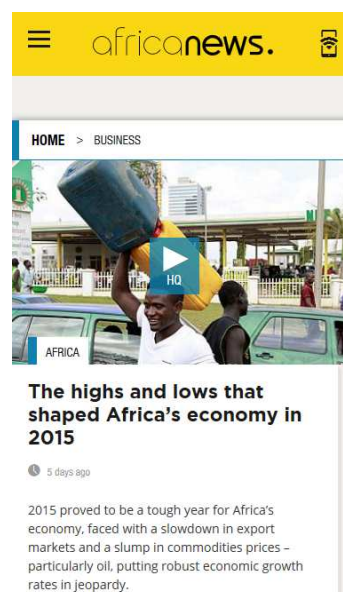 africanews.
HOME > BUSINESS
HQ
AFRICA
The highs and lows that
shaped Africa's economy in
2015
5 days ago
2015 proved to be a tough year for Africa's
economy, faced with a slowdown in export
markets and a slump in commodities prices –
particularly oil, putting robust economic growth
rates in jeopardy.